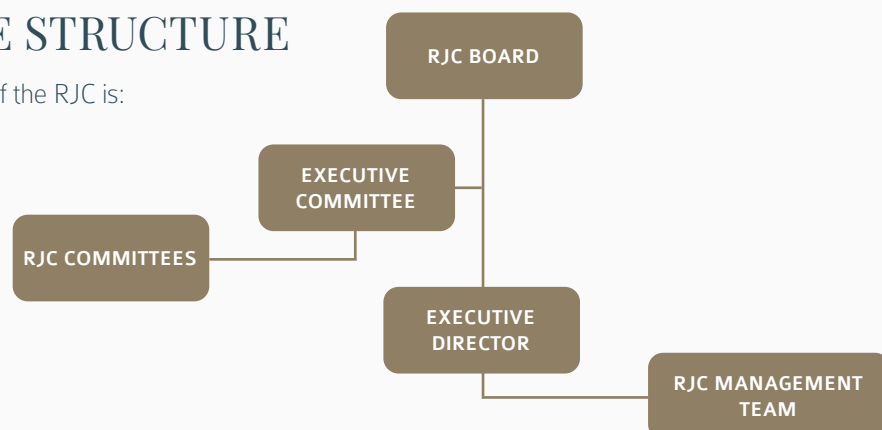 E STRUCTURE
f the RJC is:
RJC BOARD
EXECUTIVE
COMMITTEE
RJC COMMITTEES
EXECUTIVE
DIRECTOR
RJC MANAGEMENT
TEAM